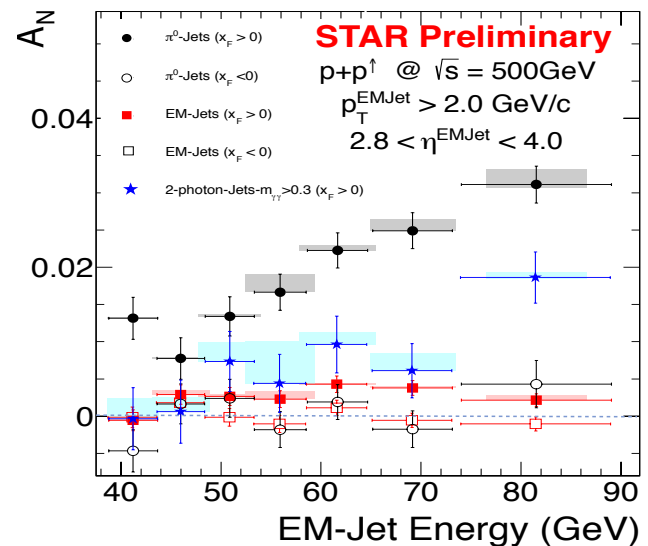 A_N
π⁰-Jets (x_F > 0)
π⁰-Jets (x_F <0)
EM-Jets (x_F > 0)
EM-Jets (x_F < 0)
2-photon-Jets-m_γγ>0.3 (x_F > 0)
STAR Preliminary
p+p↑ @ √s = 500GeV
p_T^EMJet > 2.0 GeV/c
2.8 < η^EMJet < 4.0
0.04
0.02
0
40 50 60 70 80 90
EM-Jet Energy (GeV)